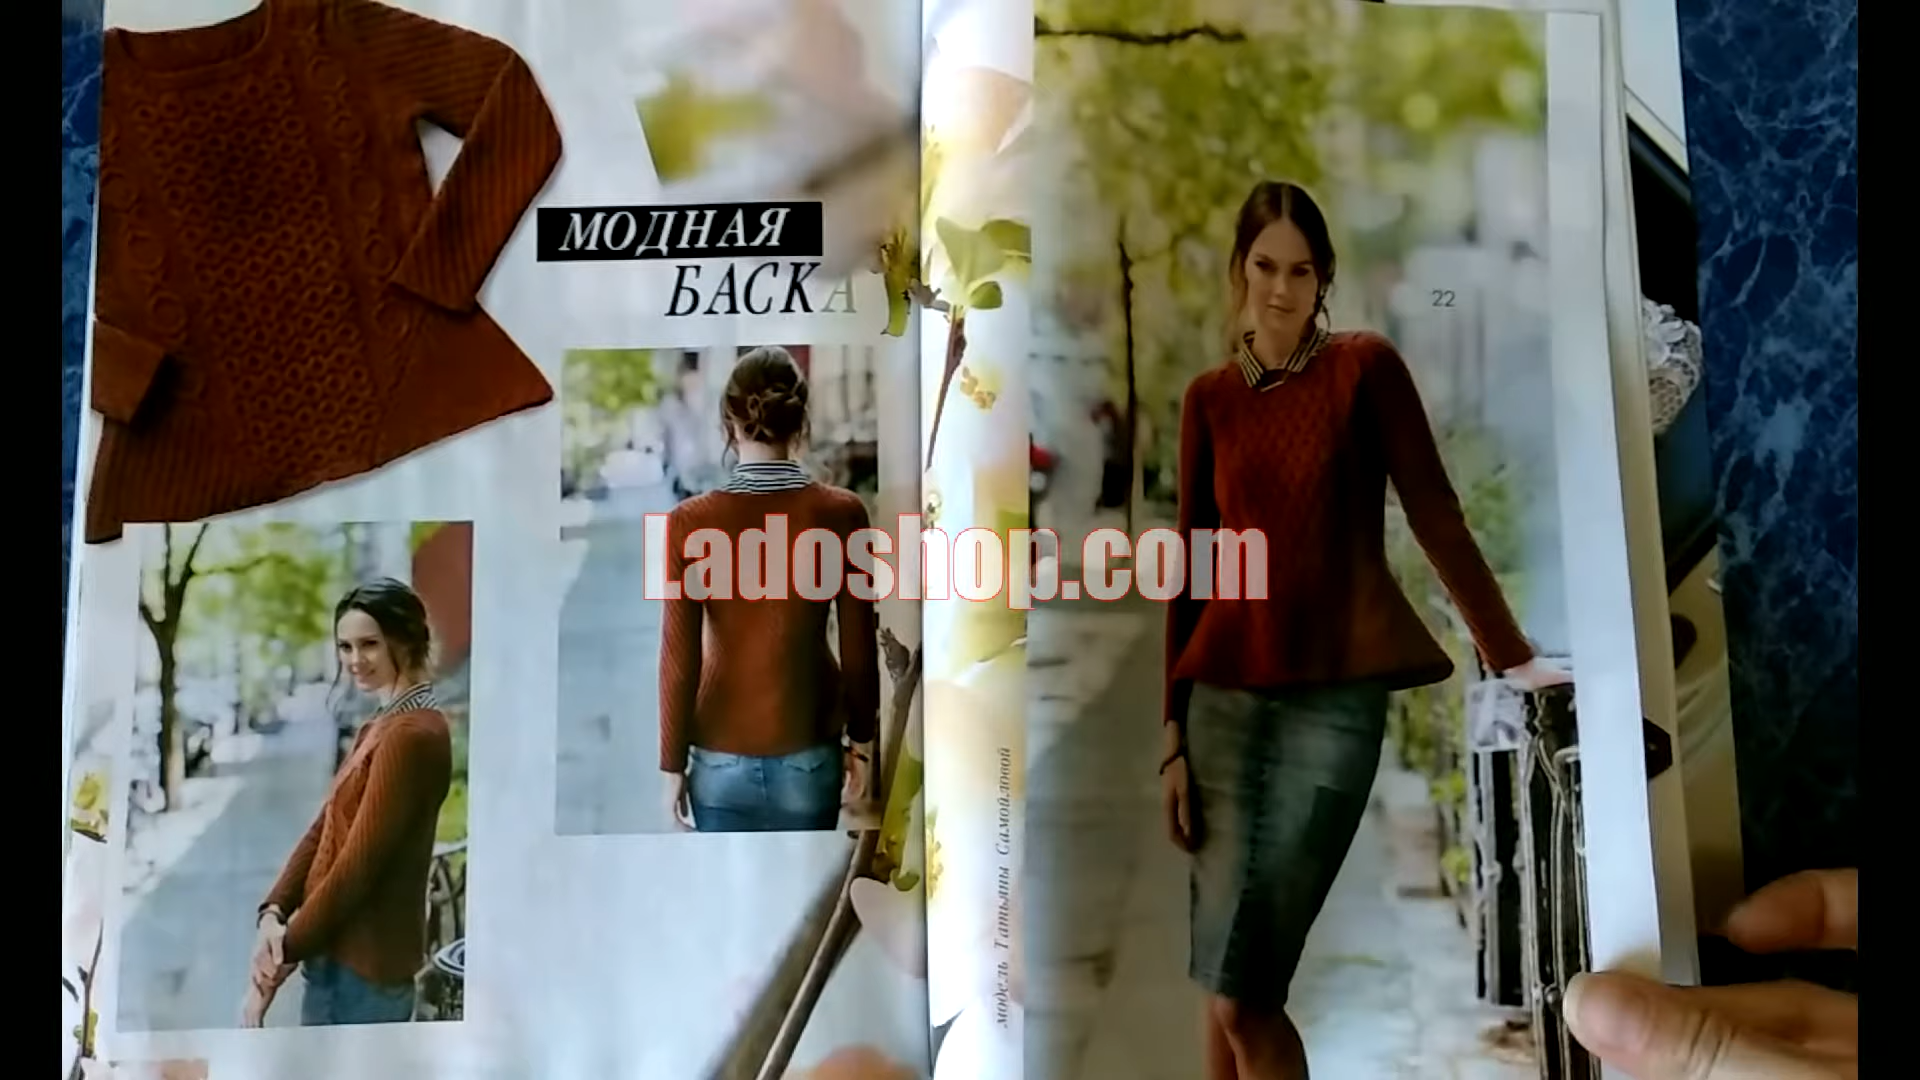 МОДНАЯ
БАСКА
22
Ladoshop.com
модель Татьяны Самойловой